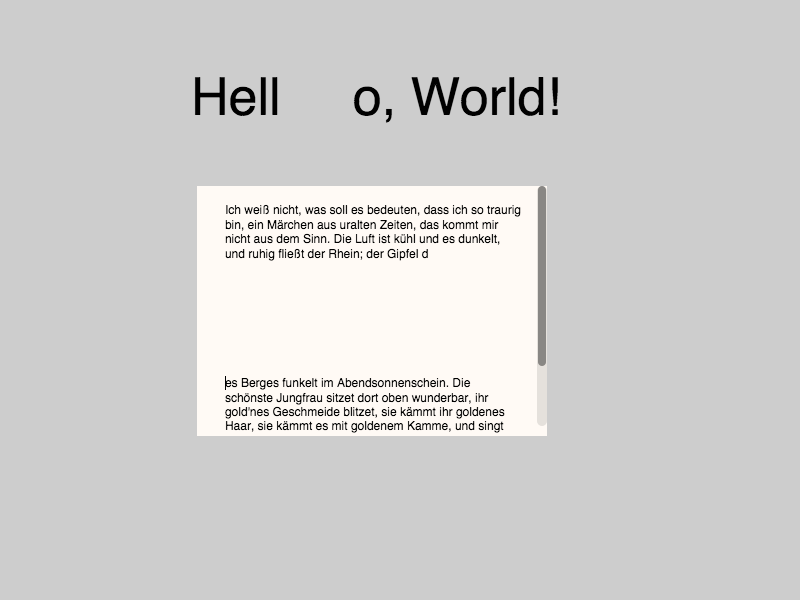 Hell o, World!
Ich weiß nicht, was soll es bedeuten, dass ich so traurig
bin, ein Märchen aus uralten Zeiten, das kommt mir
nicht aus dem Sinn. Die Luft ist kühl und es dunkelt,
und ruhig fließt der Rhein; der Gipfel d
es Berges funkelt im Abendsonnenschein. Die
schönste Jungfrau sitzet dort oben wunderbar, ihr
gold'nes Geschmeide blitzet, sie kämmt ihr goldenes
Haar, sie kämmt es mit goldenem Kamme, und singt